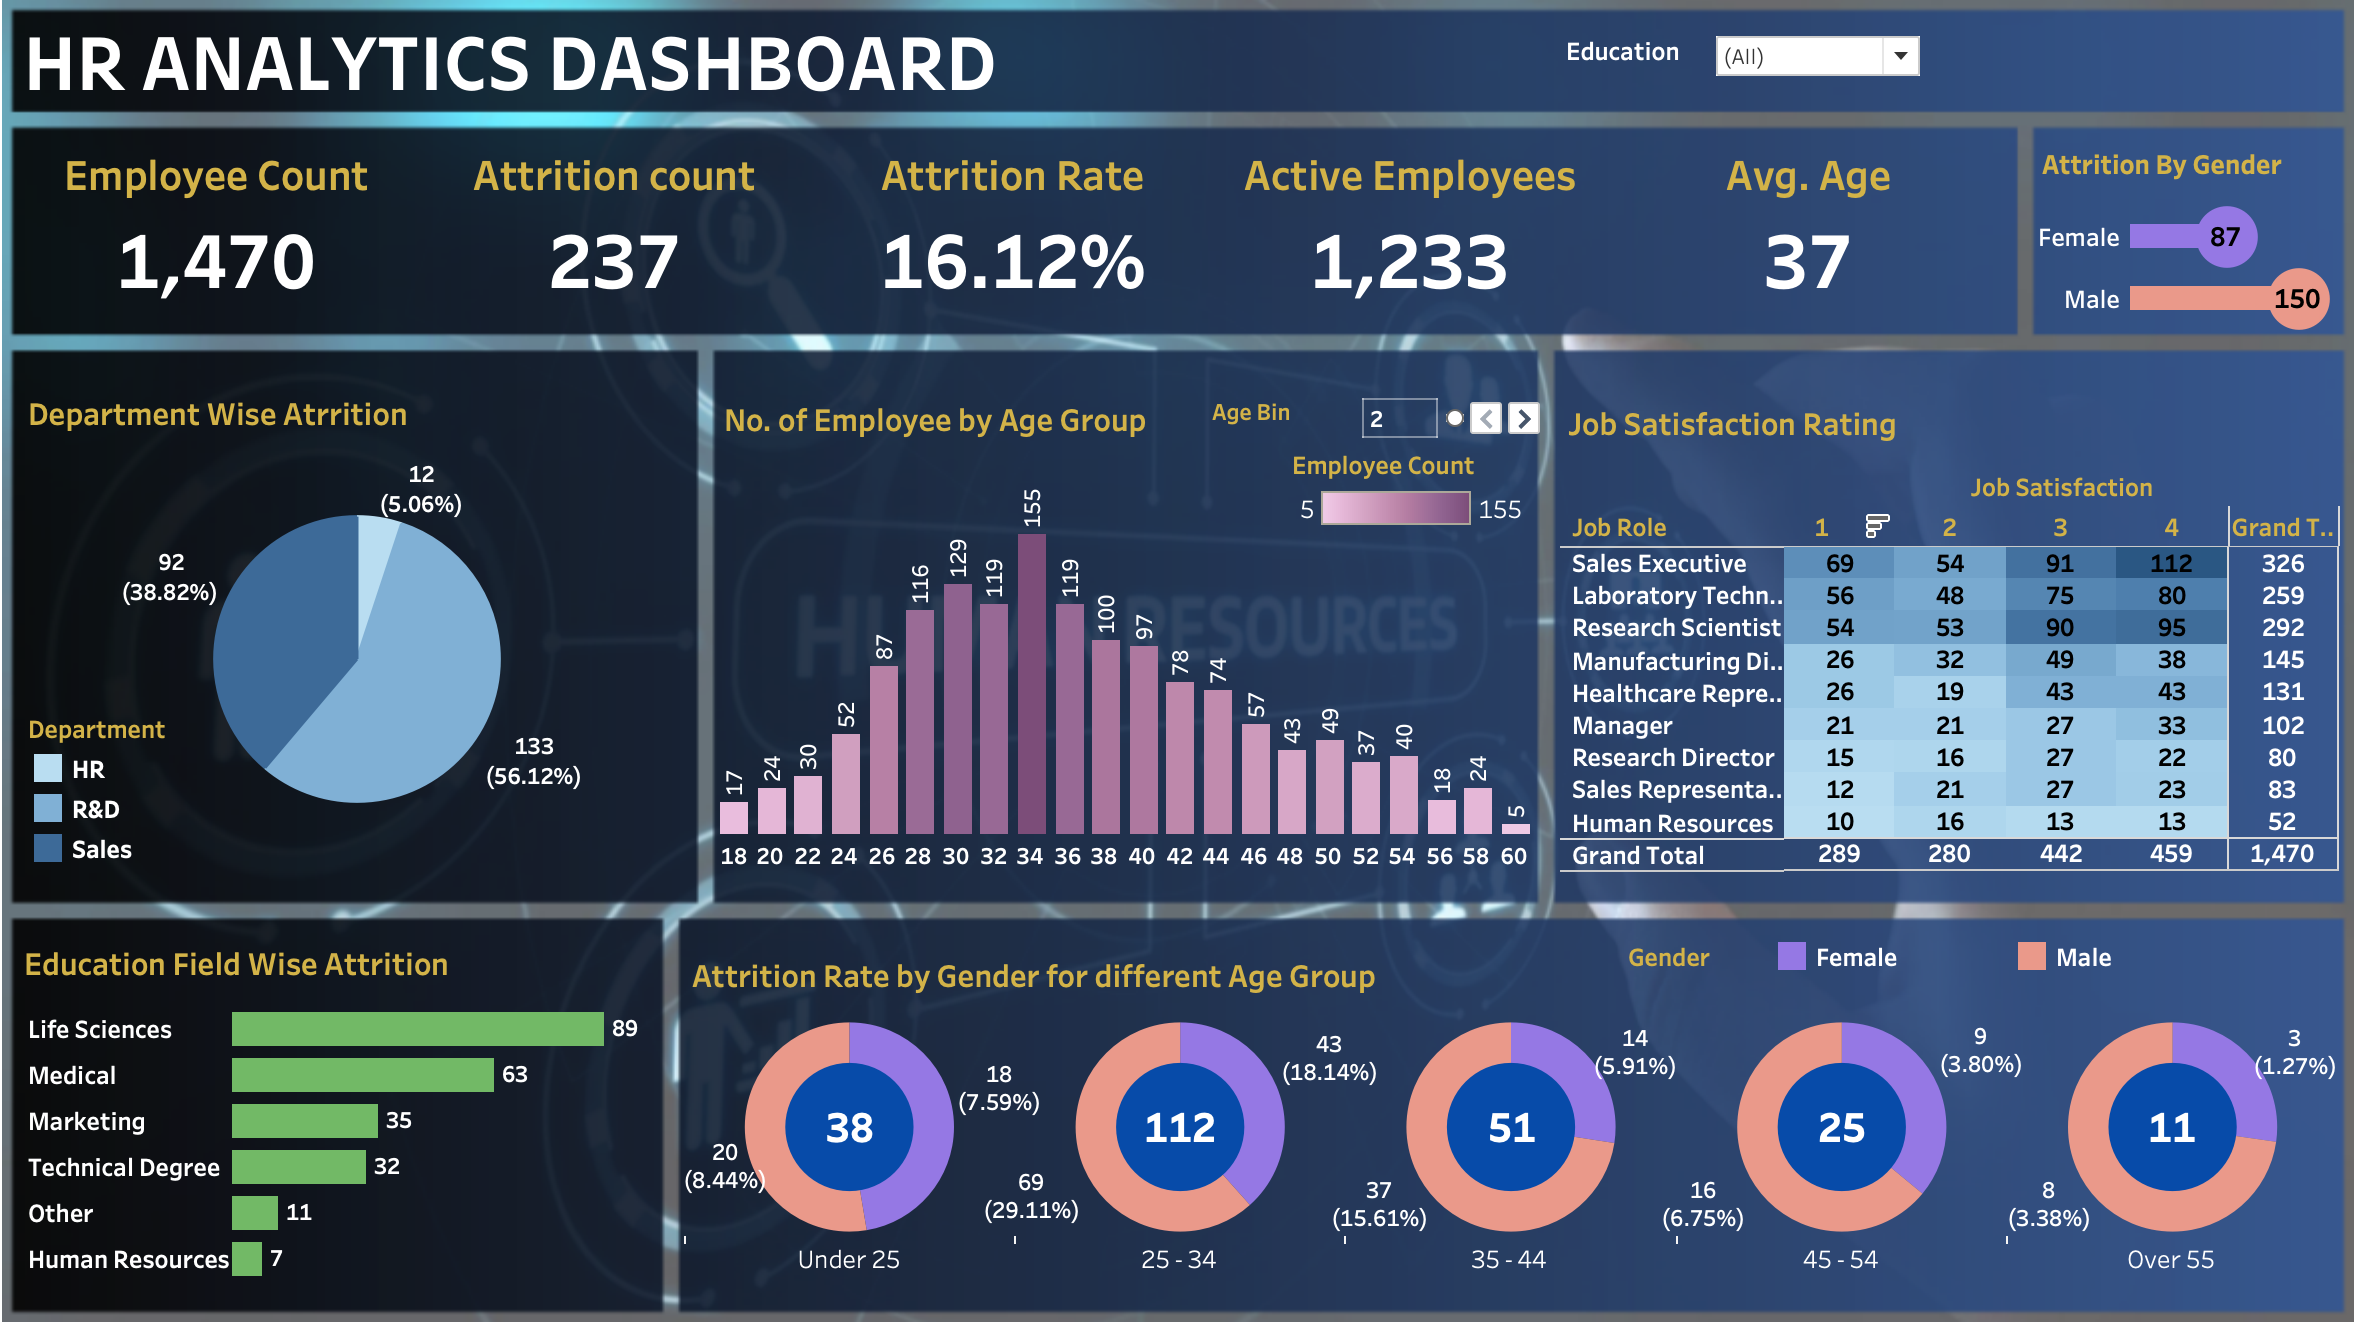 HR ANALYTICS DASHBOARD
Education (All)
Employee Count Attrition count Attrition Rate Active Employees Avg. Age
1,470 237 16.12% 1,233 37
Attrition By Gender
Female 87
Male 150
Department Wise Atrrition
12
(5.06%)
92
(38.82%)
133
(56.12%)
Department
HR
R&D
Sales
No. of Employee by Age Group
Age Bin 2
Employee Count
5 155
17 24 30 52 87 116 129 119 155 119 100 97 78 74 57 43 49 37 40 18 24 5
18 20 22 24 26 28 30 32 34 36 38 40 42 44 46 48 50 52 54 56 58 60
HUMAN RESOURCES
Job Satisfaction Rating
Job Satisfaction
Job Role 1 2 3 4 Grand T..
Sales Executive 69 54 91 112 326
Laboratory Techn.. 56 48 75 80 259
Research Scientist 54 53 90 95 292
Manufacturing Di.. 26 32 49 38 145
Healthcare Repre.. 26 19 43 43 131
Manager 21 21 27 33 102
Research Director 15 16 27 22 80
Sales Representa.. 12 21 27 23 83
Human Resources 10 16 13 13 52
Grand Total 289 280 442 459 1,470
Education Field Wise Attrition
Life Sciences 89
Medical 63
Marketing 35
Technical Degree 32
Other 11
Human Resources 7
Attrition Rate by Gender for different Age Group
Gender Female Male
38
18
(7.59%)
20
(8.44%)
Under 25
112
43
(18.14%)
69
(29.11%)
25 - 34
51
14
(5.91%)
37
(15.61%)
35 - 44
25
9
(3.80%)
16
(6.75%)
45 - 54
11
3
(1.27%)
8
(3.38%)
Over 55